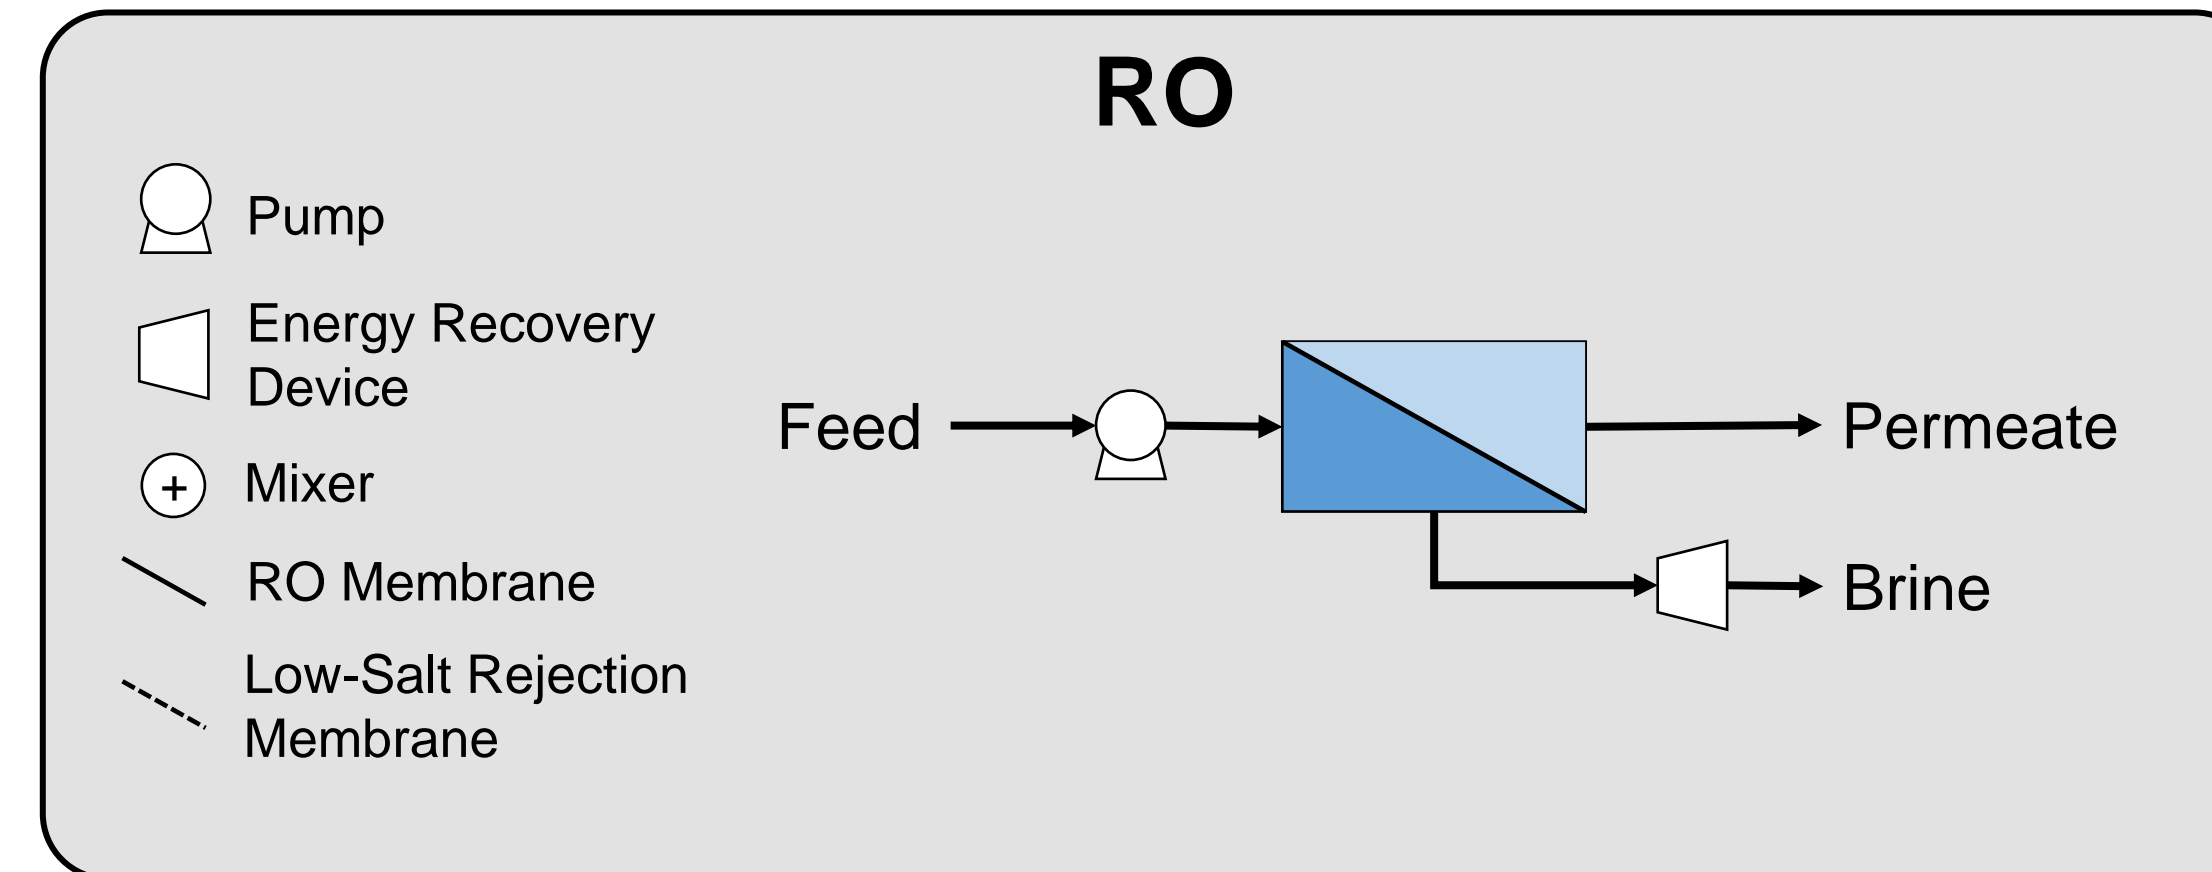 RO
Pump
Energy Recovery
Device
+
Mixer
RO Membrane
Low-Salt Rejection
Membrane
Feed
Permeate
Brine